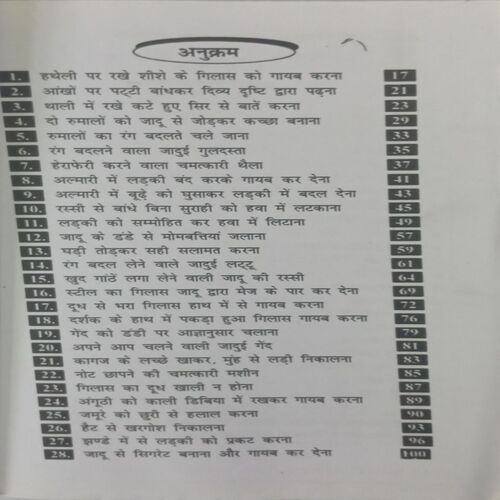 अनुक्रम
1. हथेली पर रखे शीशे के गिलास को गायब करना 17
2. आंखों पर पट्टी बांधकर दिव्य दृष्टि द्वारा पढ़ना 21
3. थाली में रखे कटे हुए सिर से बातें करना 23
4. दो रुमालों को जादू से जोड़कर कच्छा बनाना 29
5. रुमालों का रंग बदलते चले जाना 33
6. रंग बदलने वाला जादुई गुलदस्ता 35
7. हेराफेरी करने वाला चमत्कारी थैला 37
8. अल्मारी में लड़की बंद करके गायब कर देना 41
9. अल्मारी में बूढ़े को घुसाकर लड़की में बदल देना 43
10. रस्सी से बांधे बिना सुराही को हवा में लटकाना 45
11. लड़की को सम्मोहित कर हवा में लिटाना 49
12. जादू के डंडे से मोमबत्तियां जलाना 57
13. घड़ी तोड़कर सही सलामत करना 59
14. रंग बदल लेने वाले जादुई लट्टू 61
15. खुद गांठें लगा लेने वाली जादू की रस्सी 64
16. स्टील का गिलास जादू द्वारा मेज के पार कर देना 69
17. दूध से भरा गिलास हाथ में से गायब करना 72
18. दर्शक के हाथ में पकड़ा हुआ गिलास गायब करना 76
19. गेंद को डंडी पर आज्ञानुसार चलाना 79
20. अपने आप चलने वाली जादुई गेंद 81
21. कागज के लच्छे खाकर, मुंह से लड़ी निकालना 83
22. नोट छापने की चमत्कारी मशीन 85
23. गिलास का दूध खाली न होना 87
24. अंगूठी को काली डिबिया में रखकर गायब करना 89
25. जमूरे को छुरी से हलाल करना 90
26. हैट से खरगोश निकालना 93
27. झण्डे में से लड़की को प्रकट करना 96
28. जादू से सिगरेट बनाना और गायब कर देना 100